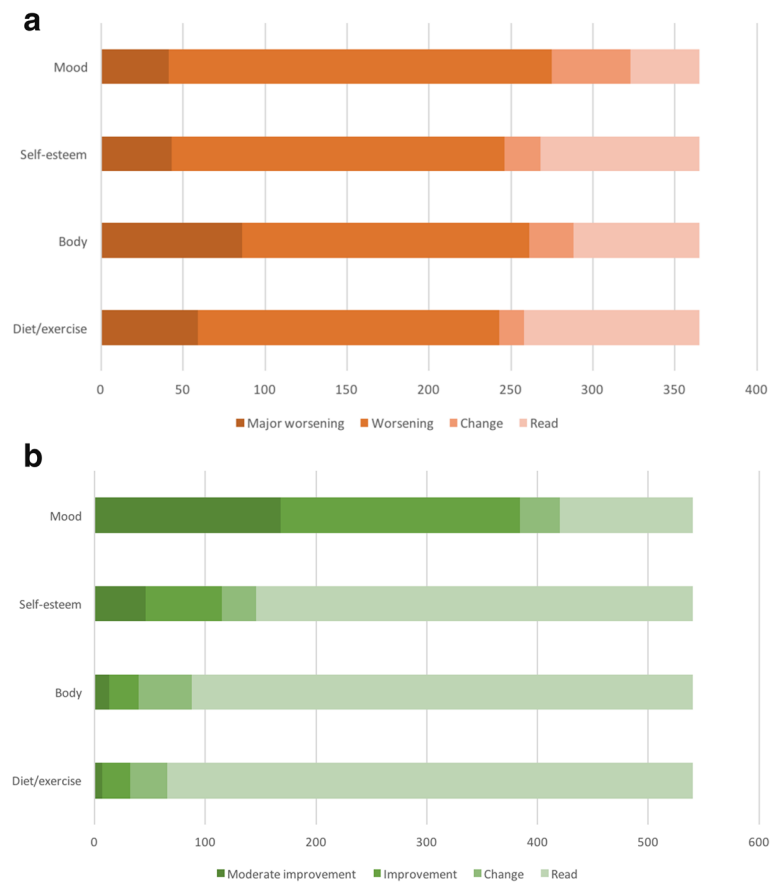 a
Mood
Self-esteem
Body
Diet/exercise
0 50 100 150 200 250 300 350 400
Major worsening Worsening Change Read
b
Mood
Self-esteem
Body
Diet/exercise
0 100 200 300 400 500 600
Moderate improvement Improvement Change Read